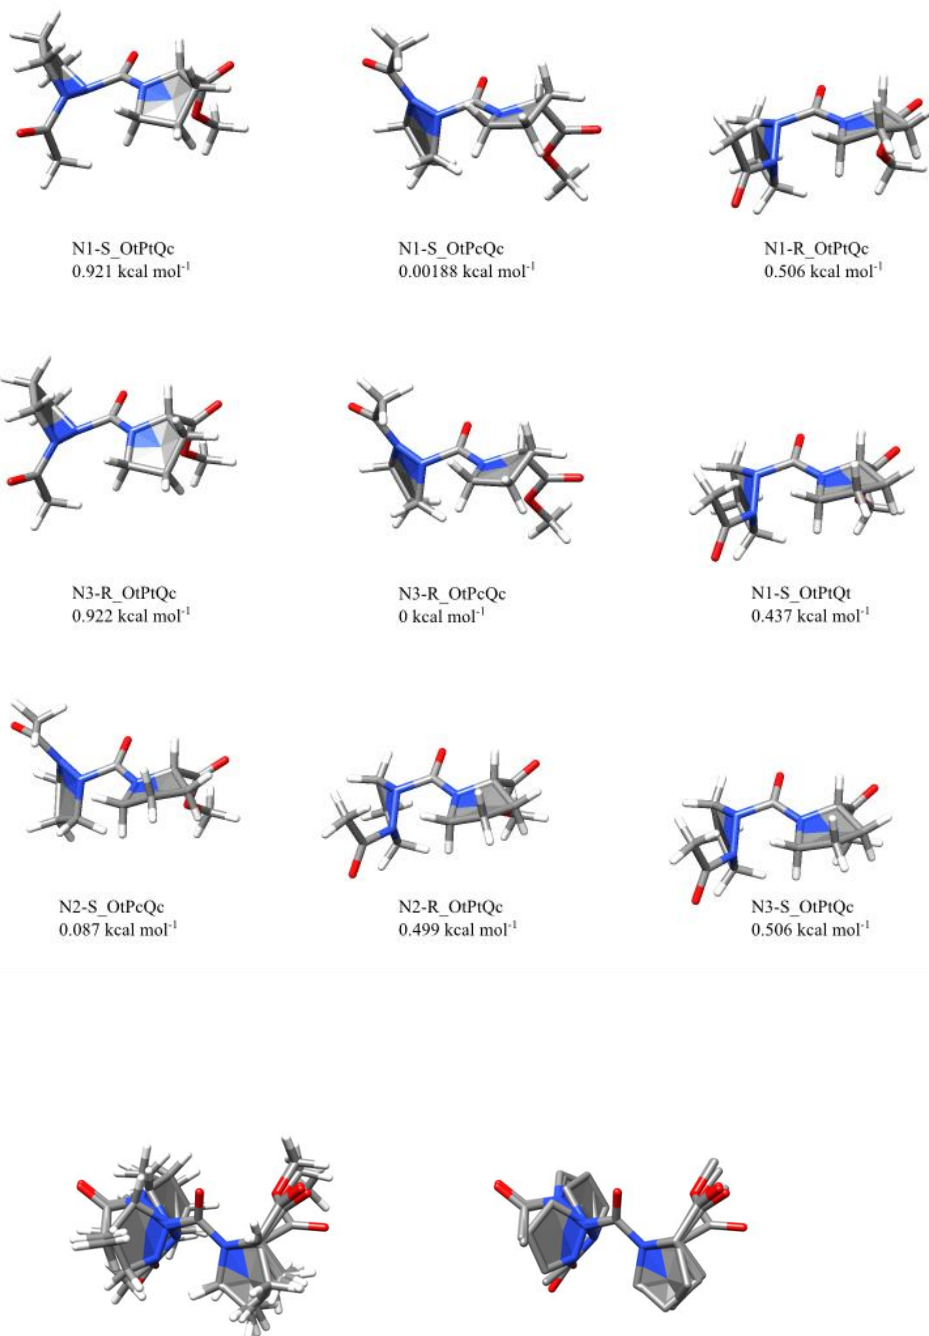 N1-S_OtPtQc
0.921 kcal mol⁻¹
N1-S_OtPcQc
0.00188 kcal mol⁻¹
N1-R_OtPtQc
0.506 kcal mol⁻¹
N3-R_OtPtQc
0.922 kcal mol⁻¹
N3-R_OtPcQc
0 kcal mol⁻¹
N1-S_OtPtQt
0.437 kcal mol⁻¹
N2-S_OtPcQc
0.087 kcal mol⁻¹
N2-R_OtPtQc
0.499 kcal mol⁻¹
N3-S_OtPtQc
0.506 kcal mol⁻¹